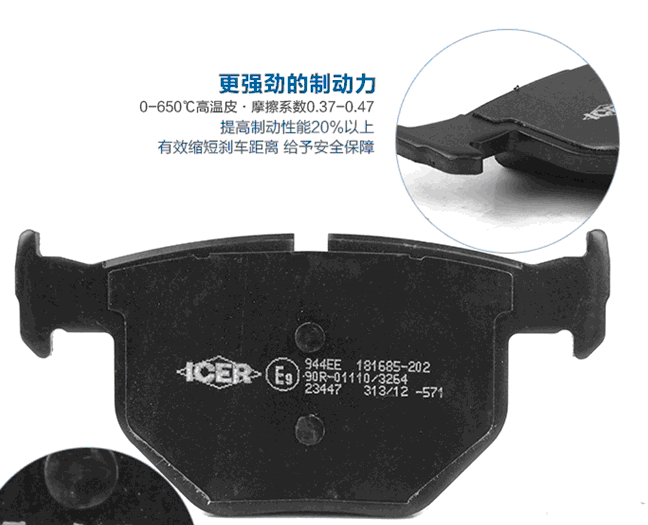 更强劲的制动力
0-650℃高温皮·摩擦系数0.37-0.47
提高制动性能20%以上
有效缩短刹车距离 给予安全保障
ICER
ICER E9 944EE 181685-202
90R-01110/3264
23447 313/12 -571